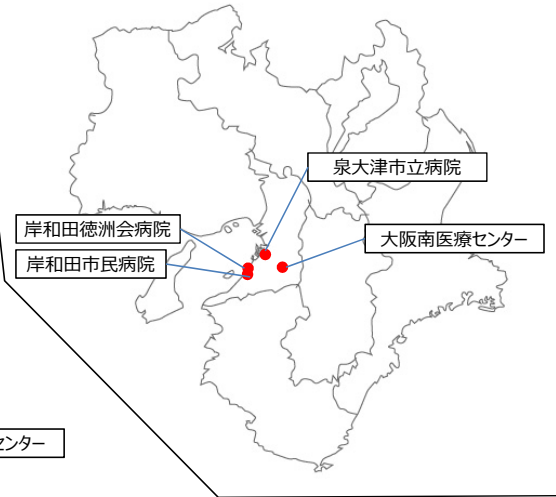 泉大津市立病院
岸和田徳洲会病院
大阪南医療センター
岸和田市民病院
センター